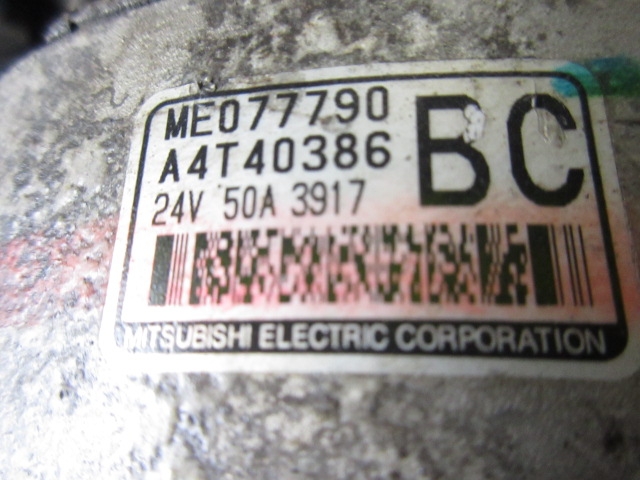 ME077790
A4T40386
BC
24V 50A 3917
MITSUBISHI ELECTRIC CORPORATION